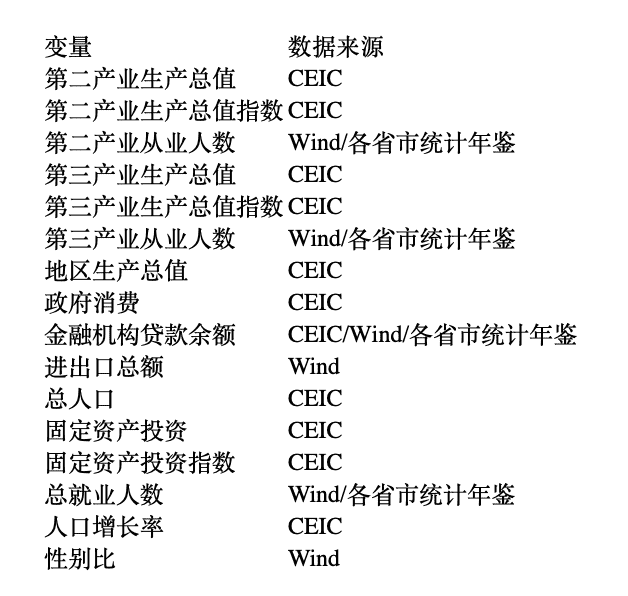 变量 数据来源
第二产业生产总值 CEIC
第二产业生产总值指数 CEIC
第二产业从业人数 Wind/各省市统计年鉴
第三产业生产总值 CEIC
第三产业生产总值指数 CEIC
第三产业从业人数 Wind/各省市统计年鉴
地区生产总值 CEIC
政府消费 CEIC
金融机构贷款余额 CEIC/Wind/各省市统计年鉴
进出口总额 Wind
总人口 CEIC
固定资产投资 CEIC
固定资产投资指数 CEIC
总就业人数 Wind/各省市统计年鉴
人口增长率 CEIC
性别比 Wind